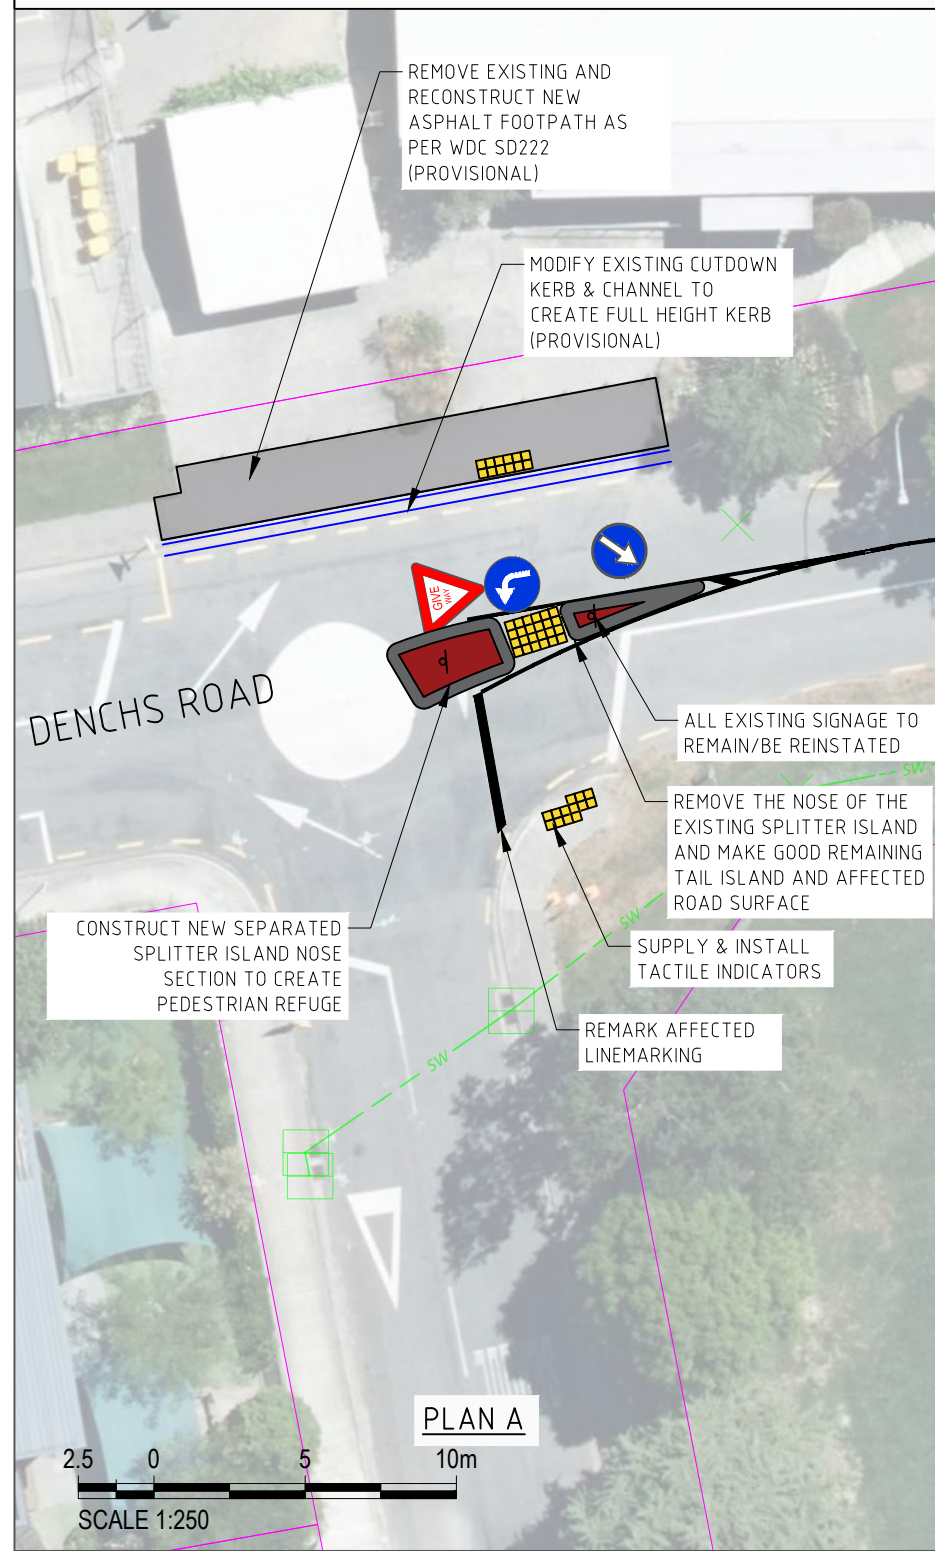 REMOVE EXISTING AND
RECONSTRUCT NEW
ASPHALT FOOTPATH AS
PER WDC SD222
(PROVISIONAL)
MODIFY EXISTING CUTDOWN
KERB & CHANNEL TO
CREATE FULL HEIGHT KERB
(PROVISIONAL)
GIVE
WAY
DENCHS ROAD
ALL EXISTING SIGNAGE TO
REMAIN/BE REINSTATED
SW
REMOVE THE NOSE OF THE
EXISTING SPLITTER ISLAND
AND MAKE GOOD REMAINING
TAIL ISLAND AND AFFECTED
ROAD SURFACE
SW
CONSTRUCT NEW SEPARATED
SPLITTER ISLAND NOSE
SECTION TO CREATE
PEDESTRIAN REFUGE
SUPPLY & INSTALL
TACTILE INDICATORS
REMARK AFFECTED
LINEMARKING
SW
PLAN A
2.5 0 5 10m
SCALE 1:250